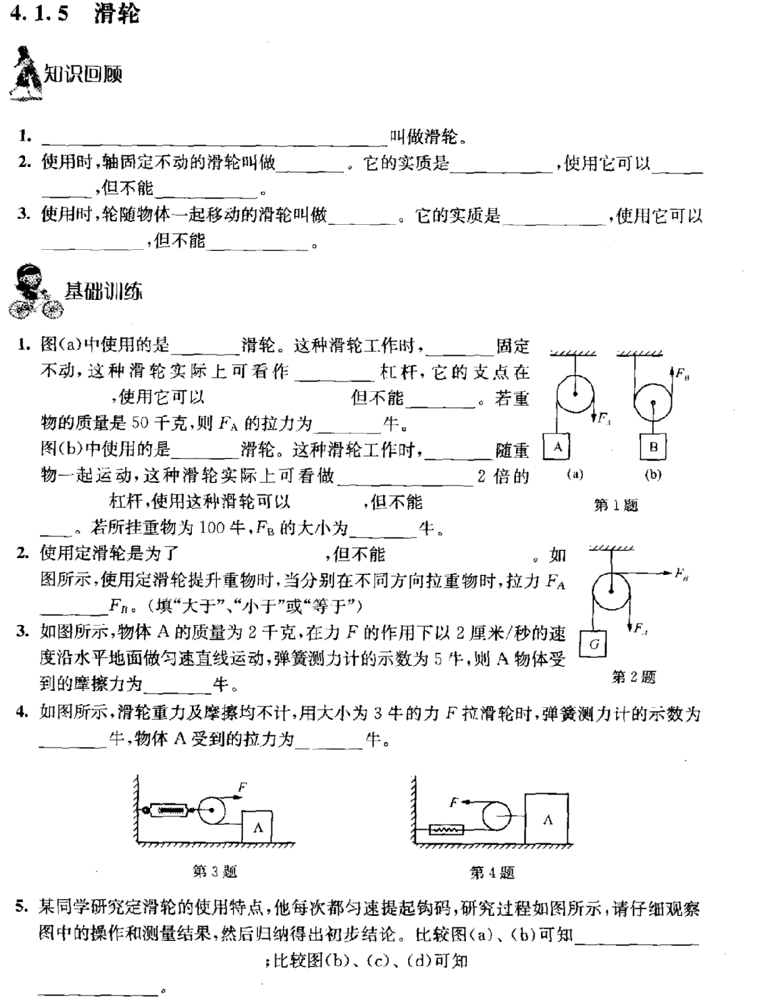 4.1.5 滑轮
知识回顾
1. ____________________叫做滑轮。
2. 使用时,轴固定不动的滑轮叫做________。它的实质是____________,使用它可以______
______,但不能____________。
3. 使用时,轮随物体一起移动的滑轮叫做________。它的实质是____________,使用它可以
____________,但不能____________。
基础训练
1. 图(a)中使用的是________滑轮。这种滑轮工作时,________固定
不动,这种滑轮实际上可看作________杠杆,它的支点在
,使用它可以 但不能________。若重
物的质量是 50 千克,则 FA 的拉力为________牛。
图(b)中使用的是________滑轮。这种滑轮工作时,________随重
物一起运动,这种滑轮实际上可看做________________2 倍的
杠杆,使用这种滑轮可以 ,但不能
____。若所挂重物为 100 牛,FB 的大小为________牛。
FA
FB
A
B
(a)
(b)
第 1 题
2. 使用定滑轮是为了 ,但不能 。如
图所示,使用定滑轮提升重物时,当分别在不同方向拉重物时,拉力 FA
________FB。(填“大于”、“小于”或“等于”)
3. 如图所示,物体 A 的质量为 2 千克,在力 F 的作用下以 2 厘米/秒的速
度沿水平地面做匀速直线运动,弹簧测力计的示数为 5 牛,则 A 物体受
到的摩擦力为________牛。
FB
FA
G
第 2 题
4. 如图所示,滑轮重力及摩擦均不计,用大小为 3 牛的力 F 拉滑轮时,弹簧测力计的示数为
________牛,物体 A 受到的拉力为________牛。
F
A
第 3 题
F
A
第 4 题
5. 某同学研究定滑轮的使用特点,他每次都匀速提起钩码,研究过程如图所示,请仔细观察
图中的操作和测量结果,然后归纳得出初步结论。比较图(a)、(b)可知______________
;比较图(b)、(c)、(d)可知
______________。